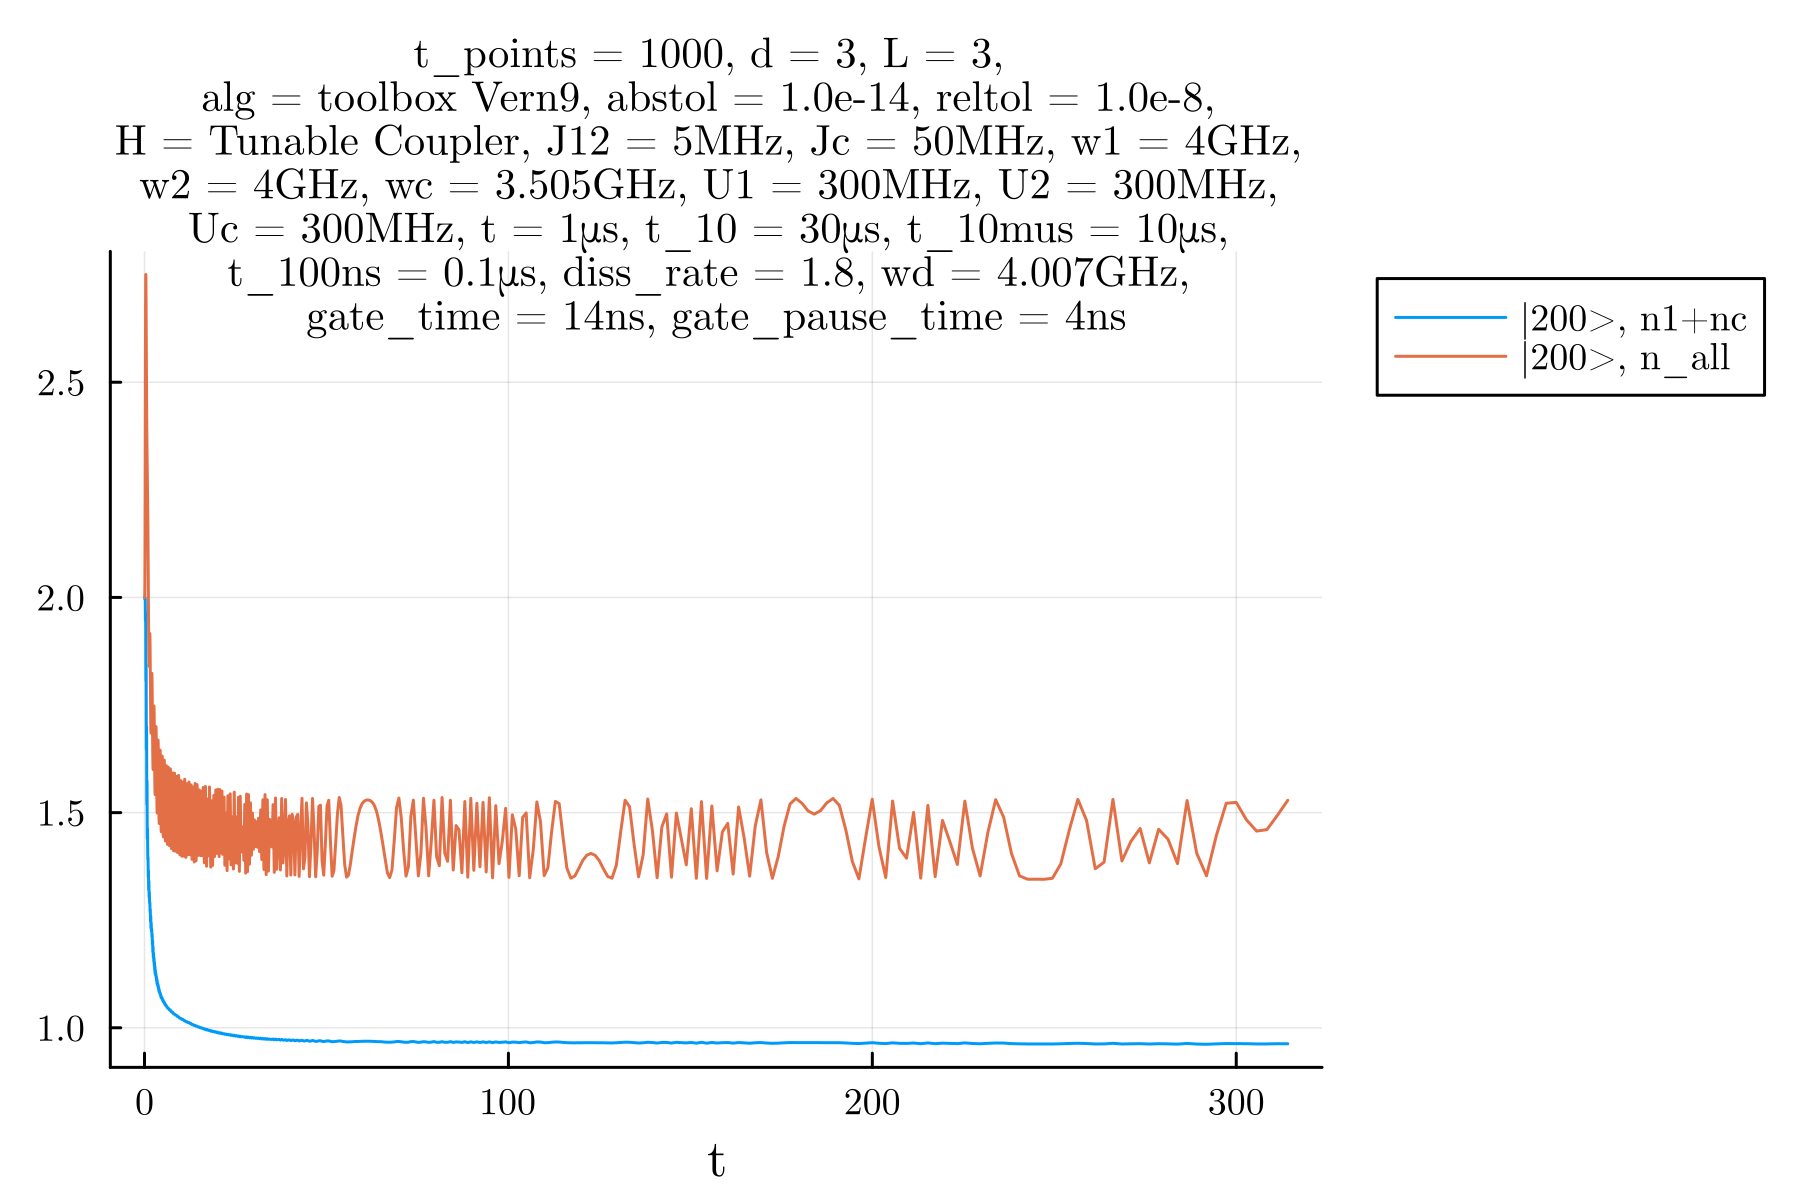 t_points = 1000, d = 3, L = 3,
alg = toolbox Vern9, abstol = 1.0e-14, reltol = 1.0e-8,
H = Tunable Coupler, J12 = 5MHz, Jc = 50MHz, w1 = 4GHz,
w2 = 4GHz, wc = 3.505GHz, U1 = 300MHz, U2 = 300MHz,
Uc = 300MHz, t = 1μs, t_10 = 30μs, t_10mus = 10μs,
t_100ns = 0.1μs, diss_rate = 1.8, wd = 4.007GHz,
gate_time = 14ns, gate_pause_time = 4ns
|200>, n1+nc
|200>, n_all
2.5
2.0
1.5
1.0
0 100 200 300
t